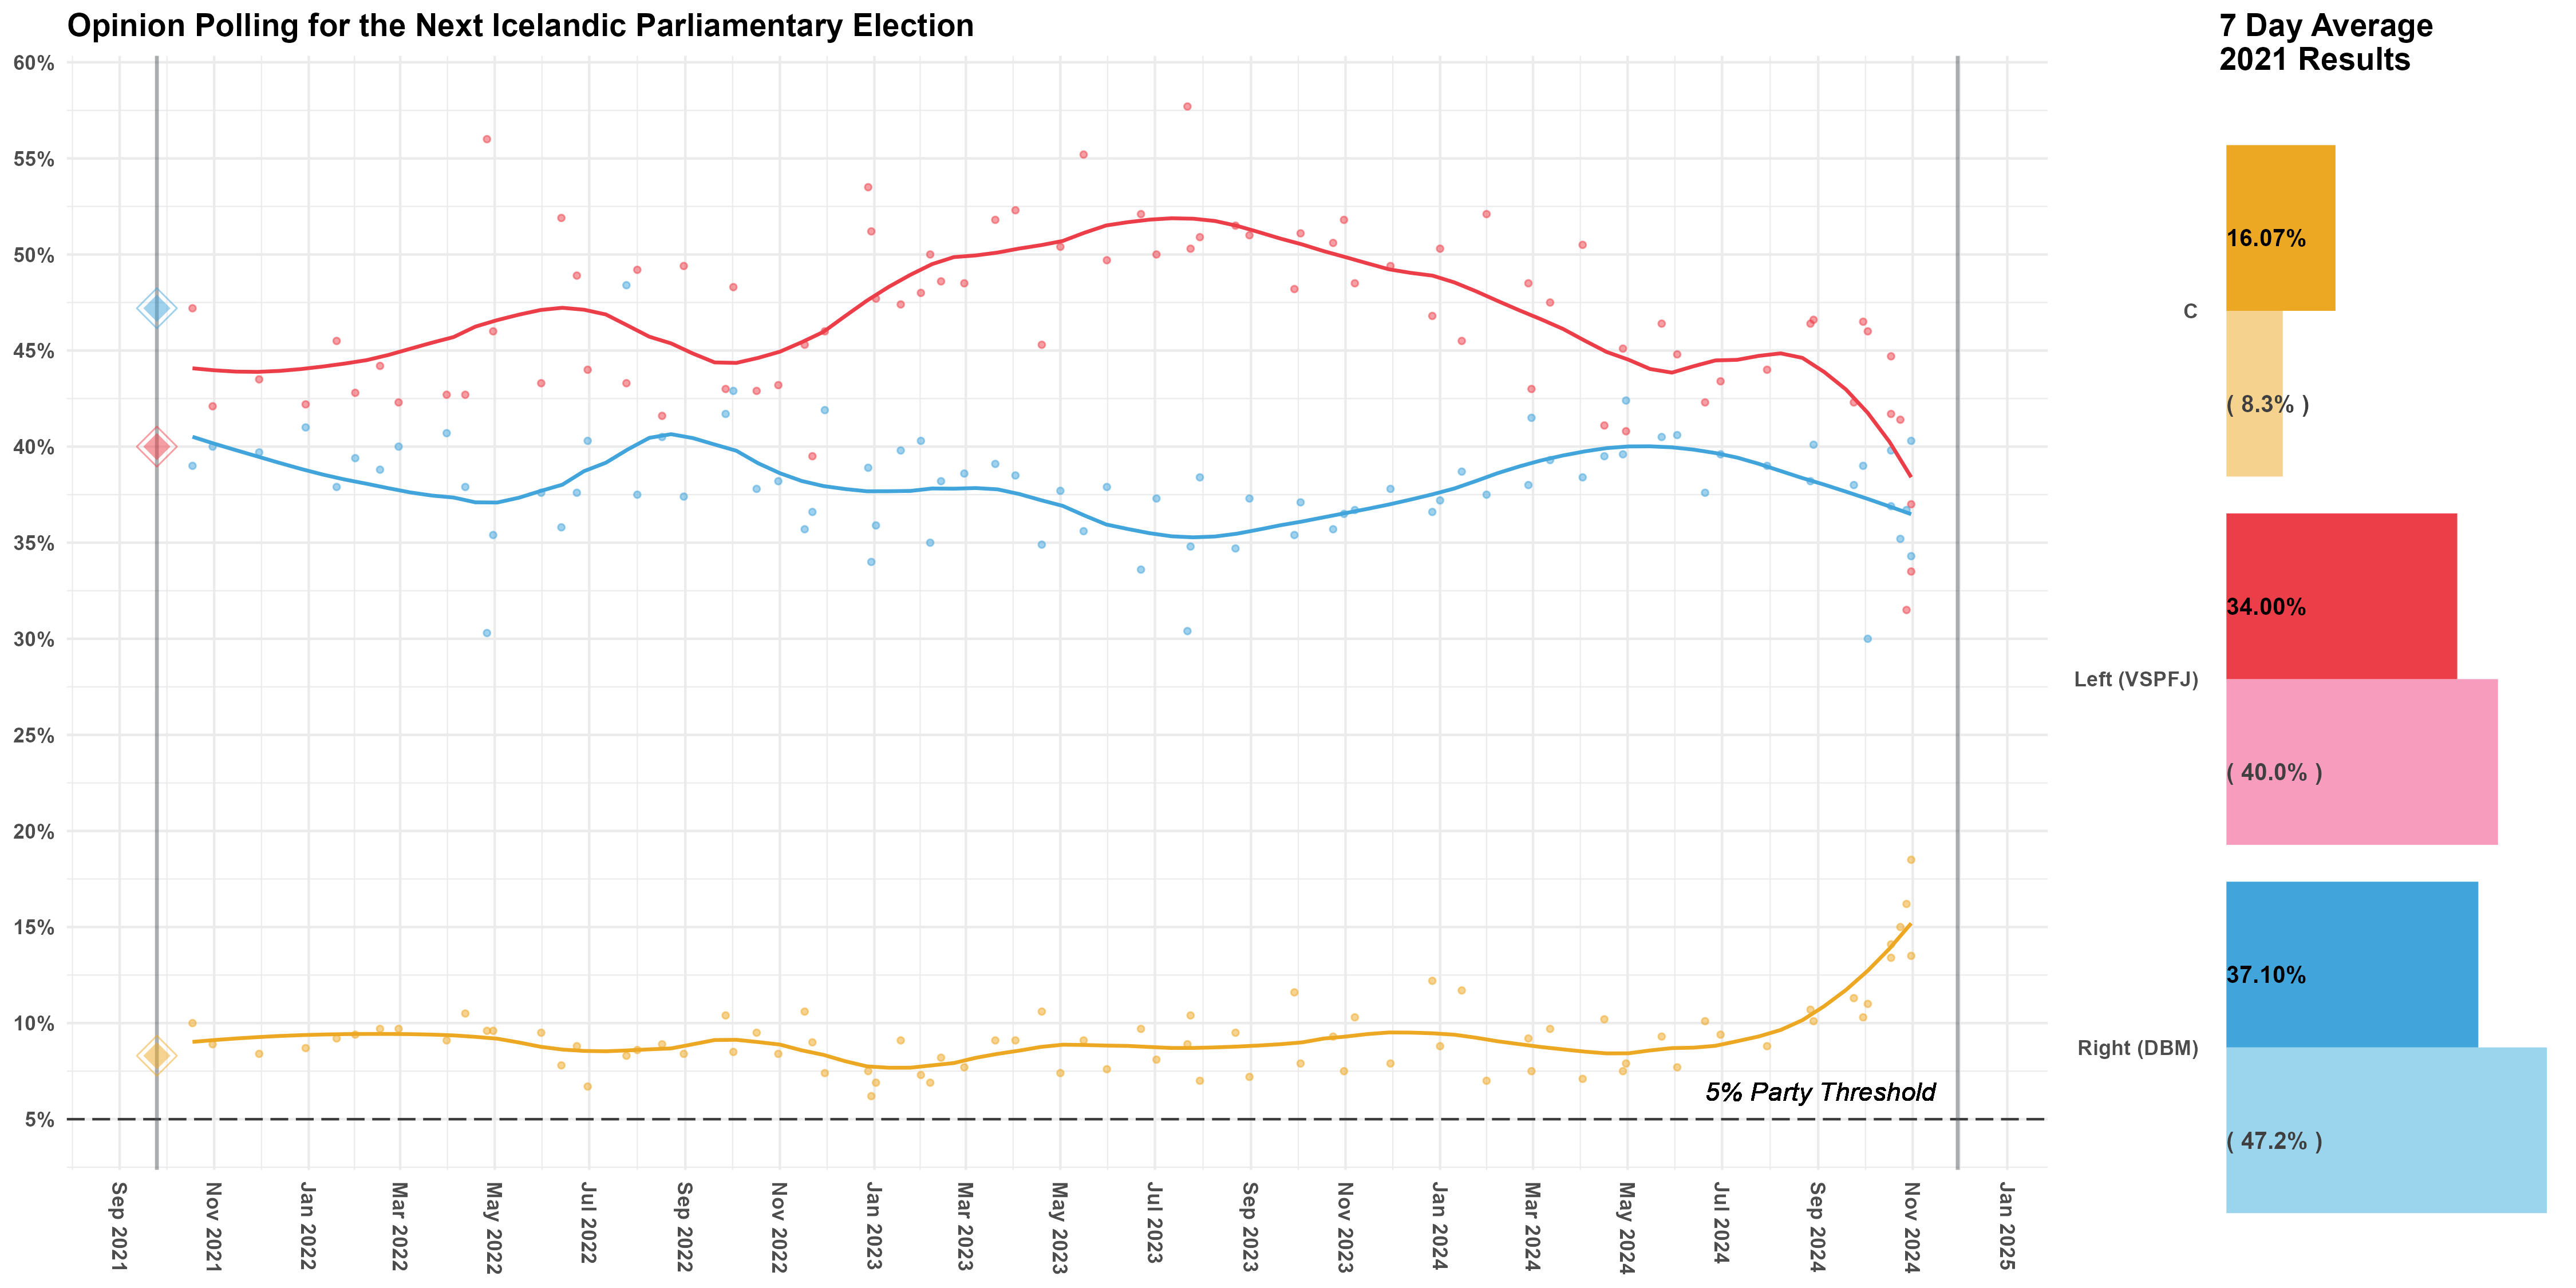 Opinion Polling for the Next Icelandic Parliamentary Election
60%
55%
50%
45%
40%
35%
30%
25%
20%
15%
10%
5%
5% Party Threshold
Sep 2021
Nov 2021
Jan 2022
Mar 2022
May 2022
Jul 2022
Sep 2022
Nov 2022
Jan 2023
Mar 2023
May 2023
Jul 2023
Sep 2023
Nov 2023
Jan 2024
Mar 2024
May 2024
Jul 2024
Sep 2024
Nov 2024
Jan 2025
7 Day Average
2021 Results
C
16.07%
( 8.3% )
Left (VSPFJ)
34.00%
( 40.0% )
Right (DBM)
37.10%
( 47.2% )